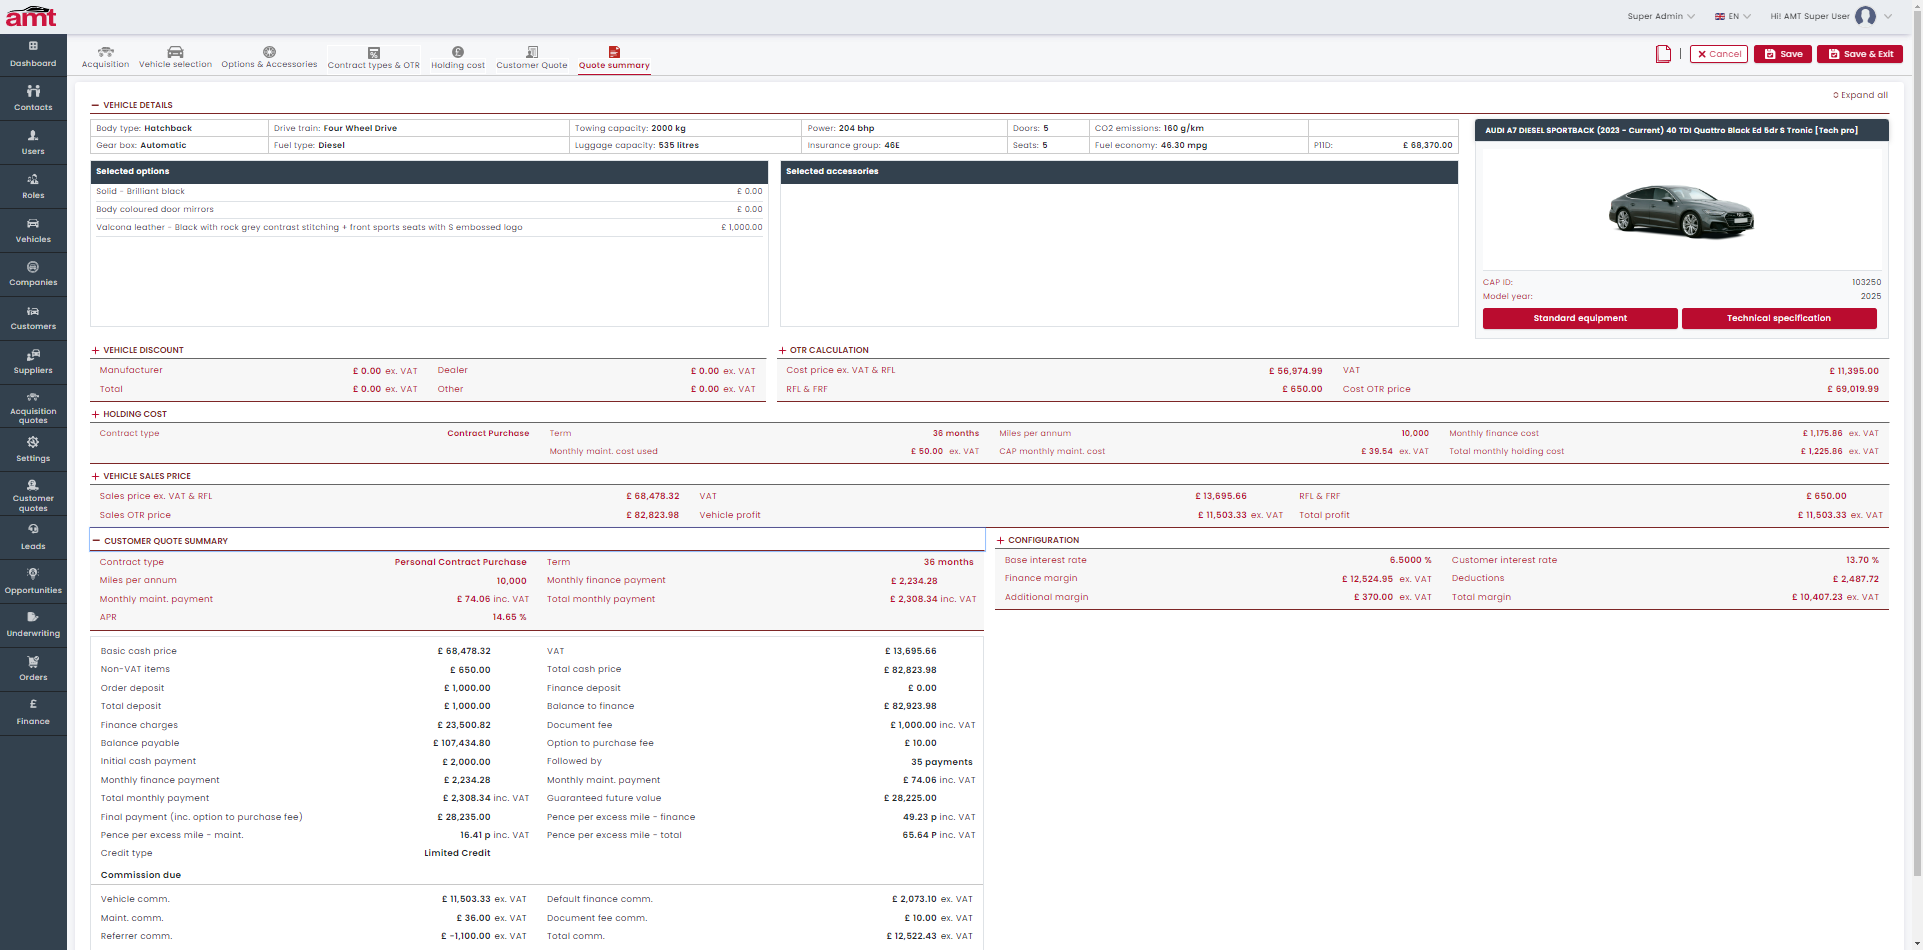 amt
Super Admin
EN
Hi! AMT Super User
Dashboard
Contacts
Users
Roles
Vehicles
Companies
Customers
Suppliers
Acquisition
quotes
Settings
Customer
quotes
Leads
Opportunities
Underwriting
Orders
Finance
Acquisition
Vehicle selection
Options & Accessories
Contract types & OTR
Holding cost
Customer Quote
Quote summary
Cancel
Save
Save & Exit
Expand all
VEHICLE DETAILS
Body type: Hatchback
Drive train: Four Wheel Drive
Towing capacity: 2000 kg
Power: 204 bhp
Doors: 5
CO2 emissions: 160 g/km
Gear box: Automatic
Fuel type: Diesel
Luggage capacity: 535 litres
Insurance group: 46E
Seats: 5
Fuel economy: 46.30 mpg
P11D: £ 68,370.00
Selected options
Solid - Brilliant black £ 0.00
Body coloured door mirrors £ 0.00
Valcona leather - Black with rock grey contrast stitching + front sports seats with S embossed logo £ 1,000.00
Selected accessories
AUDI A7 DIESEL SPORTBACK (2023 - Current) 40 TDI Quattro Black Ed 5dr S Tronic [Tech pro]
CAP ID: 103250
Model year: 2025
Standard equipment
Technical specification
VEHICLE DISCOUNT
Manufacturer £ 0.00 ex. VAT Dealer £ 0.00 ex. VAT
Total £ 0.00 ex. VAT Other £ 0.00 ex. VAT
OTR CALCULATION
Cost price ex. VAT & RFL £ 56,974.99 VAT £ 11,395.00
RFL & FRF £ 650.00 Cost OTR price £ 69,019.99
HOLDING COST
Contract type Contract Purchase Term 36 months Miles per annum 10,000 Monthly finance cost £ 1,175.86 ex. VAT
Monthly maint. cost used £ 50.00 ex. VAT CAP monthly maint. cost £ 39.54 ex. VAT Total monthly holding cost £ 1,225.86 ex. VAT
VEHICLE SALES PRICE
Sales price ex. VAT & RFL £ 68,478.32 VAT £ 13,695.66 RFL & FRF £ 650.00
Sales OTR price £ 82,823.98 Vehicle profit £ 11,503.33 ex. VAT Total profit £ 11,503.33 ex. VAT
CUSTOMER QUOTE SUMMARY
Contract type Personal Contract Purchase Term 36 months
Miles per annum 10,000 Monthly finance payment £ 2,234.28
Monthly maint. payment £ 74.06 inc. VAT Total monthly payment £ 2,308.34 inc. VAT
APR 14.65 %
CONFIGURATION
Base interest rate 6.5000 % Customer interest rate 13.70 %
Finance margin £ 12,524.95 ex. VAT Deductions £ 2,487.72
Additional margin £ 370.00 ex. VAT Total margin £ 10,407.23 ex. VAT
Basic cash price £ 68,478.32 VAT £ 13,695.66
Non-VAT items £ 650.00 Total cash price £ 82,823.98
Order deposit £ 1,000.00 Finance deposit £ 0.00
Total deposit £ 1,000.00 Balance to finance £ 82,923.98
Finance charges £ 23,500.82 Document fee £ 1,000.00 inc. VAT
Balance payable £ 107,434.80 Option to purchase fee £ 10.00
Initial cash payment £ 2,000.00 Followed by 35 payments
Monthly finance payment £ 2,234.28 Monthly maint. payment £ 74.06 inc. VAT
Total monthly payment £ 2,308.34 inc. VAT Guaranteed future value £ 28,225.00
Final payment (inc. option to purchase fee) £ 28,235.00 Pence per excess mile - finance 49.23 p inc. VAT
Pence per excess mile - maint. 16.41 p inc. VAT Pence per excess mile - total 65.64 P inc. VAT
Credit type Limited Credit
Commission due
Vehicle comm. £ 11,503.33 ex. VAT Default finance comm. £ 2,073.10 ex. VAT
Maint. comm. £ 36.00 ex. VAT Document fee comm. £ 10.00 ex. VAT
Referrer comm. £ -1,100.00 ex. VAT Total comm. £ 12,522.43 ex. VAT